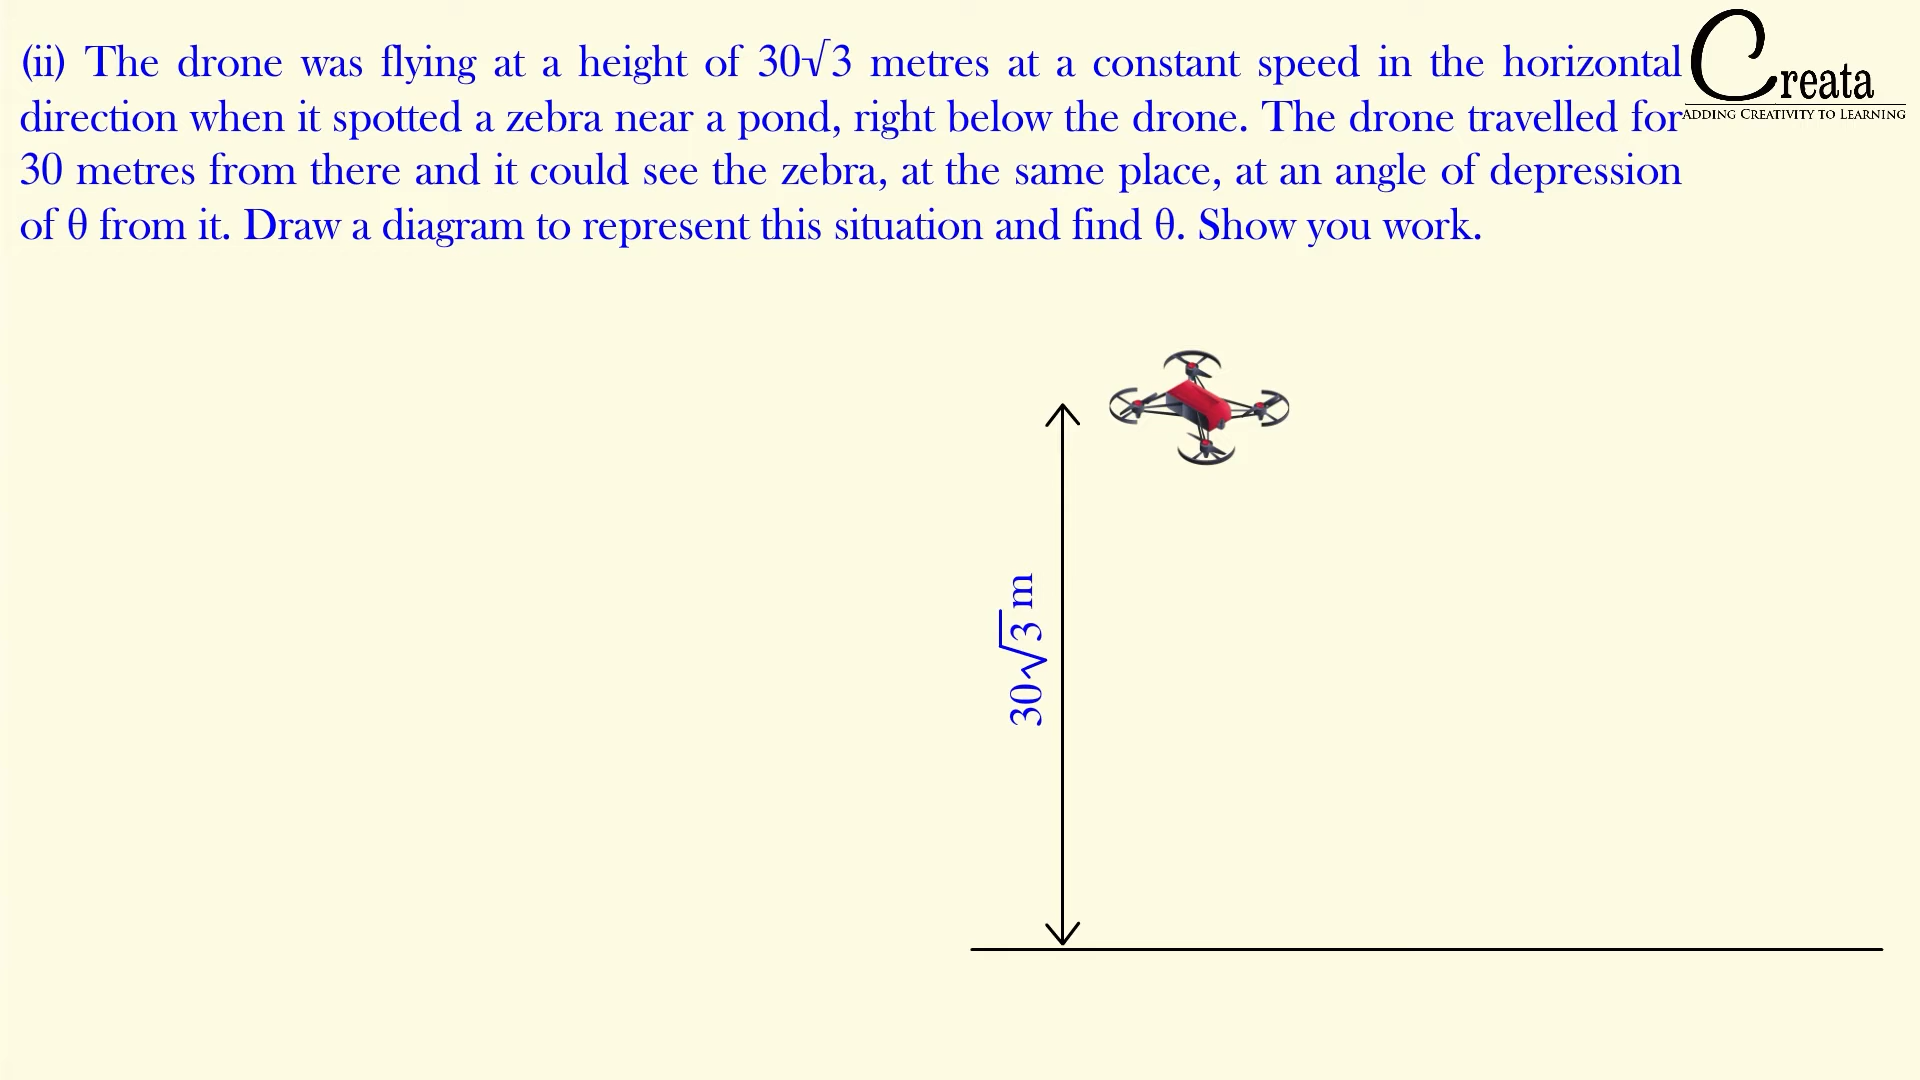 (ii) The drone was flying at a height of 30√3 metres at a constant speed in the horizontal
direction when it spotted a zebra near a pond, right below the drone. The drone travelled for
30 metres from there and it could see the zebra, at the same place, at an angle of depression
of θ from it. Draw a diagram to represent this situation and find θ. Show you work.
Creata
ADDING CREATIVITY TO LEARNING
30√3 m